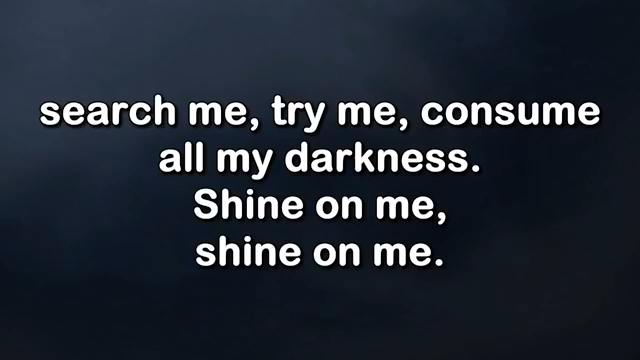 search me, try me, consume
all my darkness.
Shine on me,
shine on me.